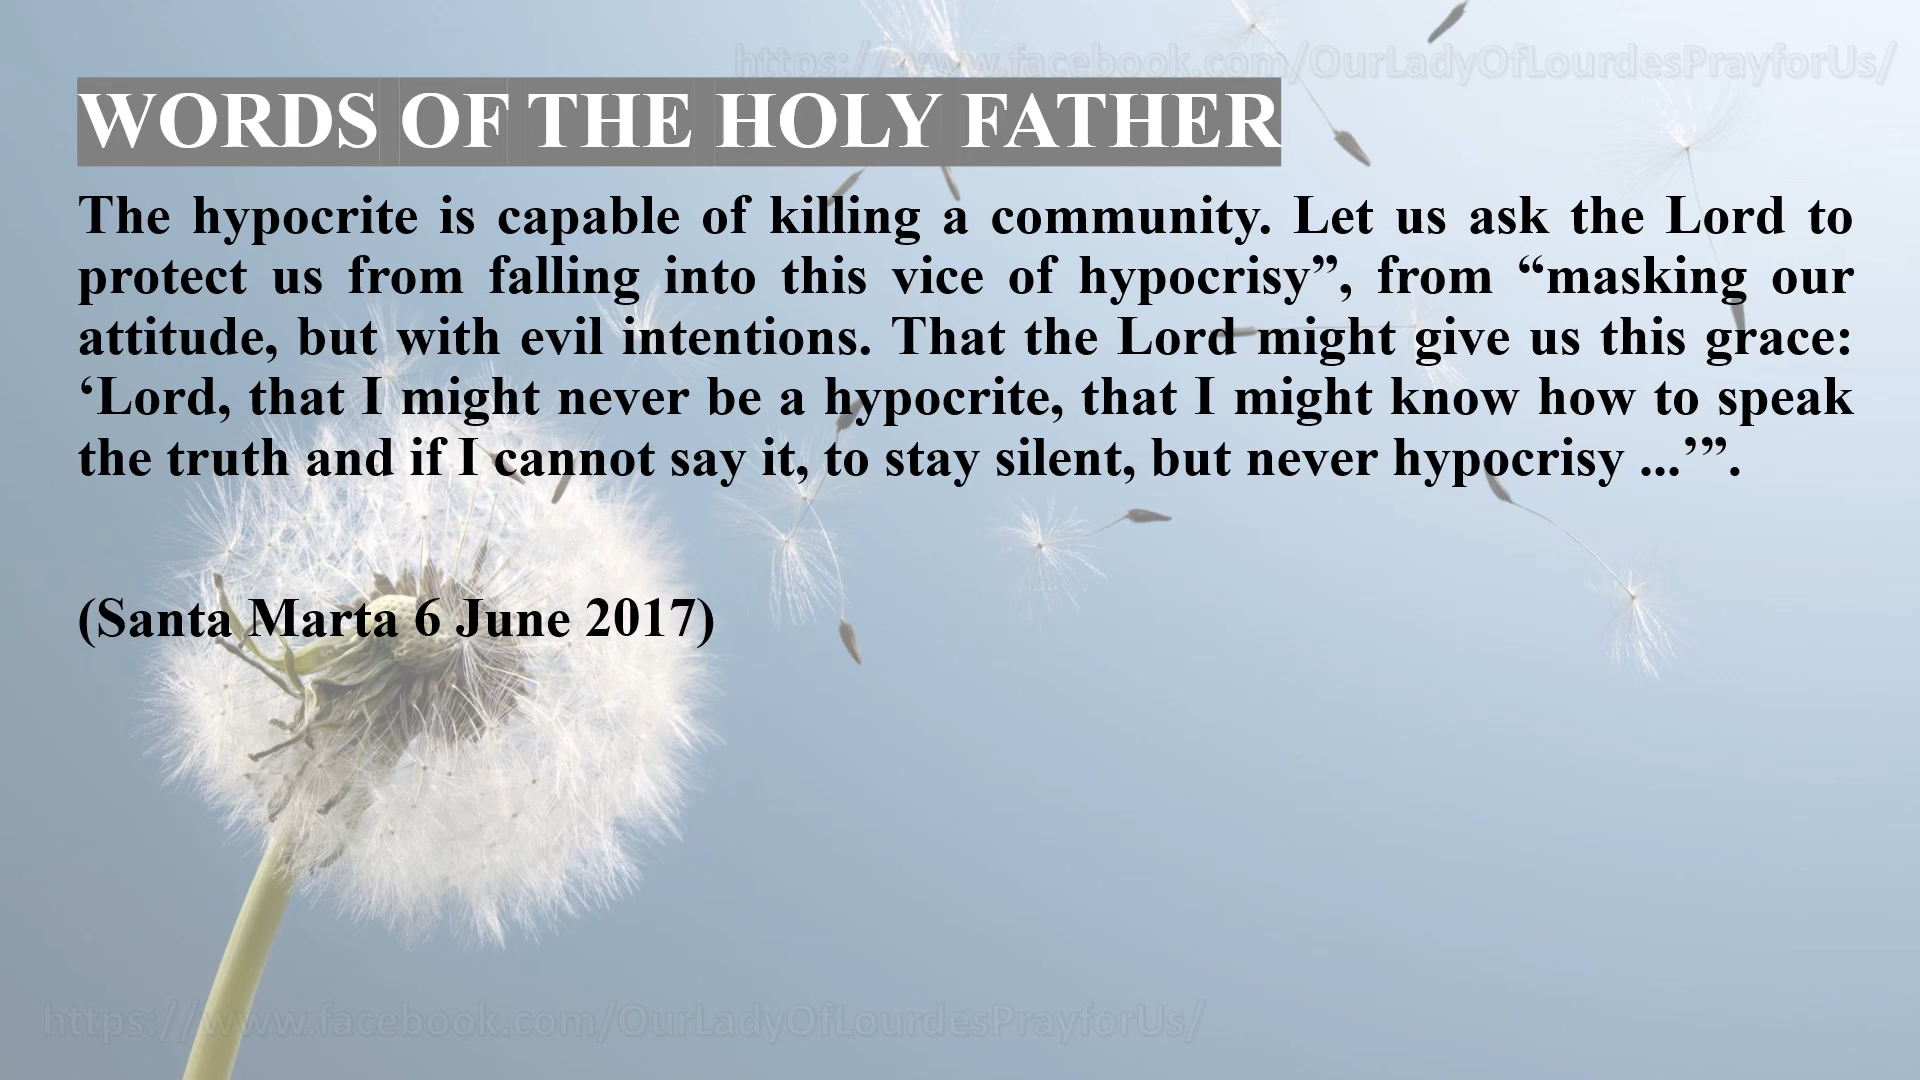 https://www.facebook.com/OurLadyOfLourdesPrayforUs/
WORDS OF THE HOLY FATHER
The hypocrite is capable of killing a community. Let us ask the Lord to
protect us from falling into this vice of hypocrisy”, from “masking our
attitude, but with evil intentions. That the Lord might give us this grace:
‘Lord, that I might never be a hypocrite, that I might know how to speak
the truth and if I cannot say it, to stay silent, but never hypocrisy ...’”.
(Santa Marta 6 June 2017)
https://www.facebook.com/OurLadyOfLourdesPrayforUs/